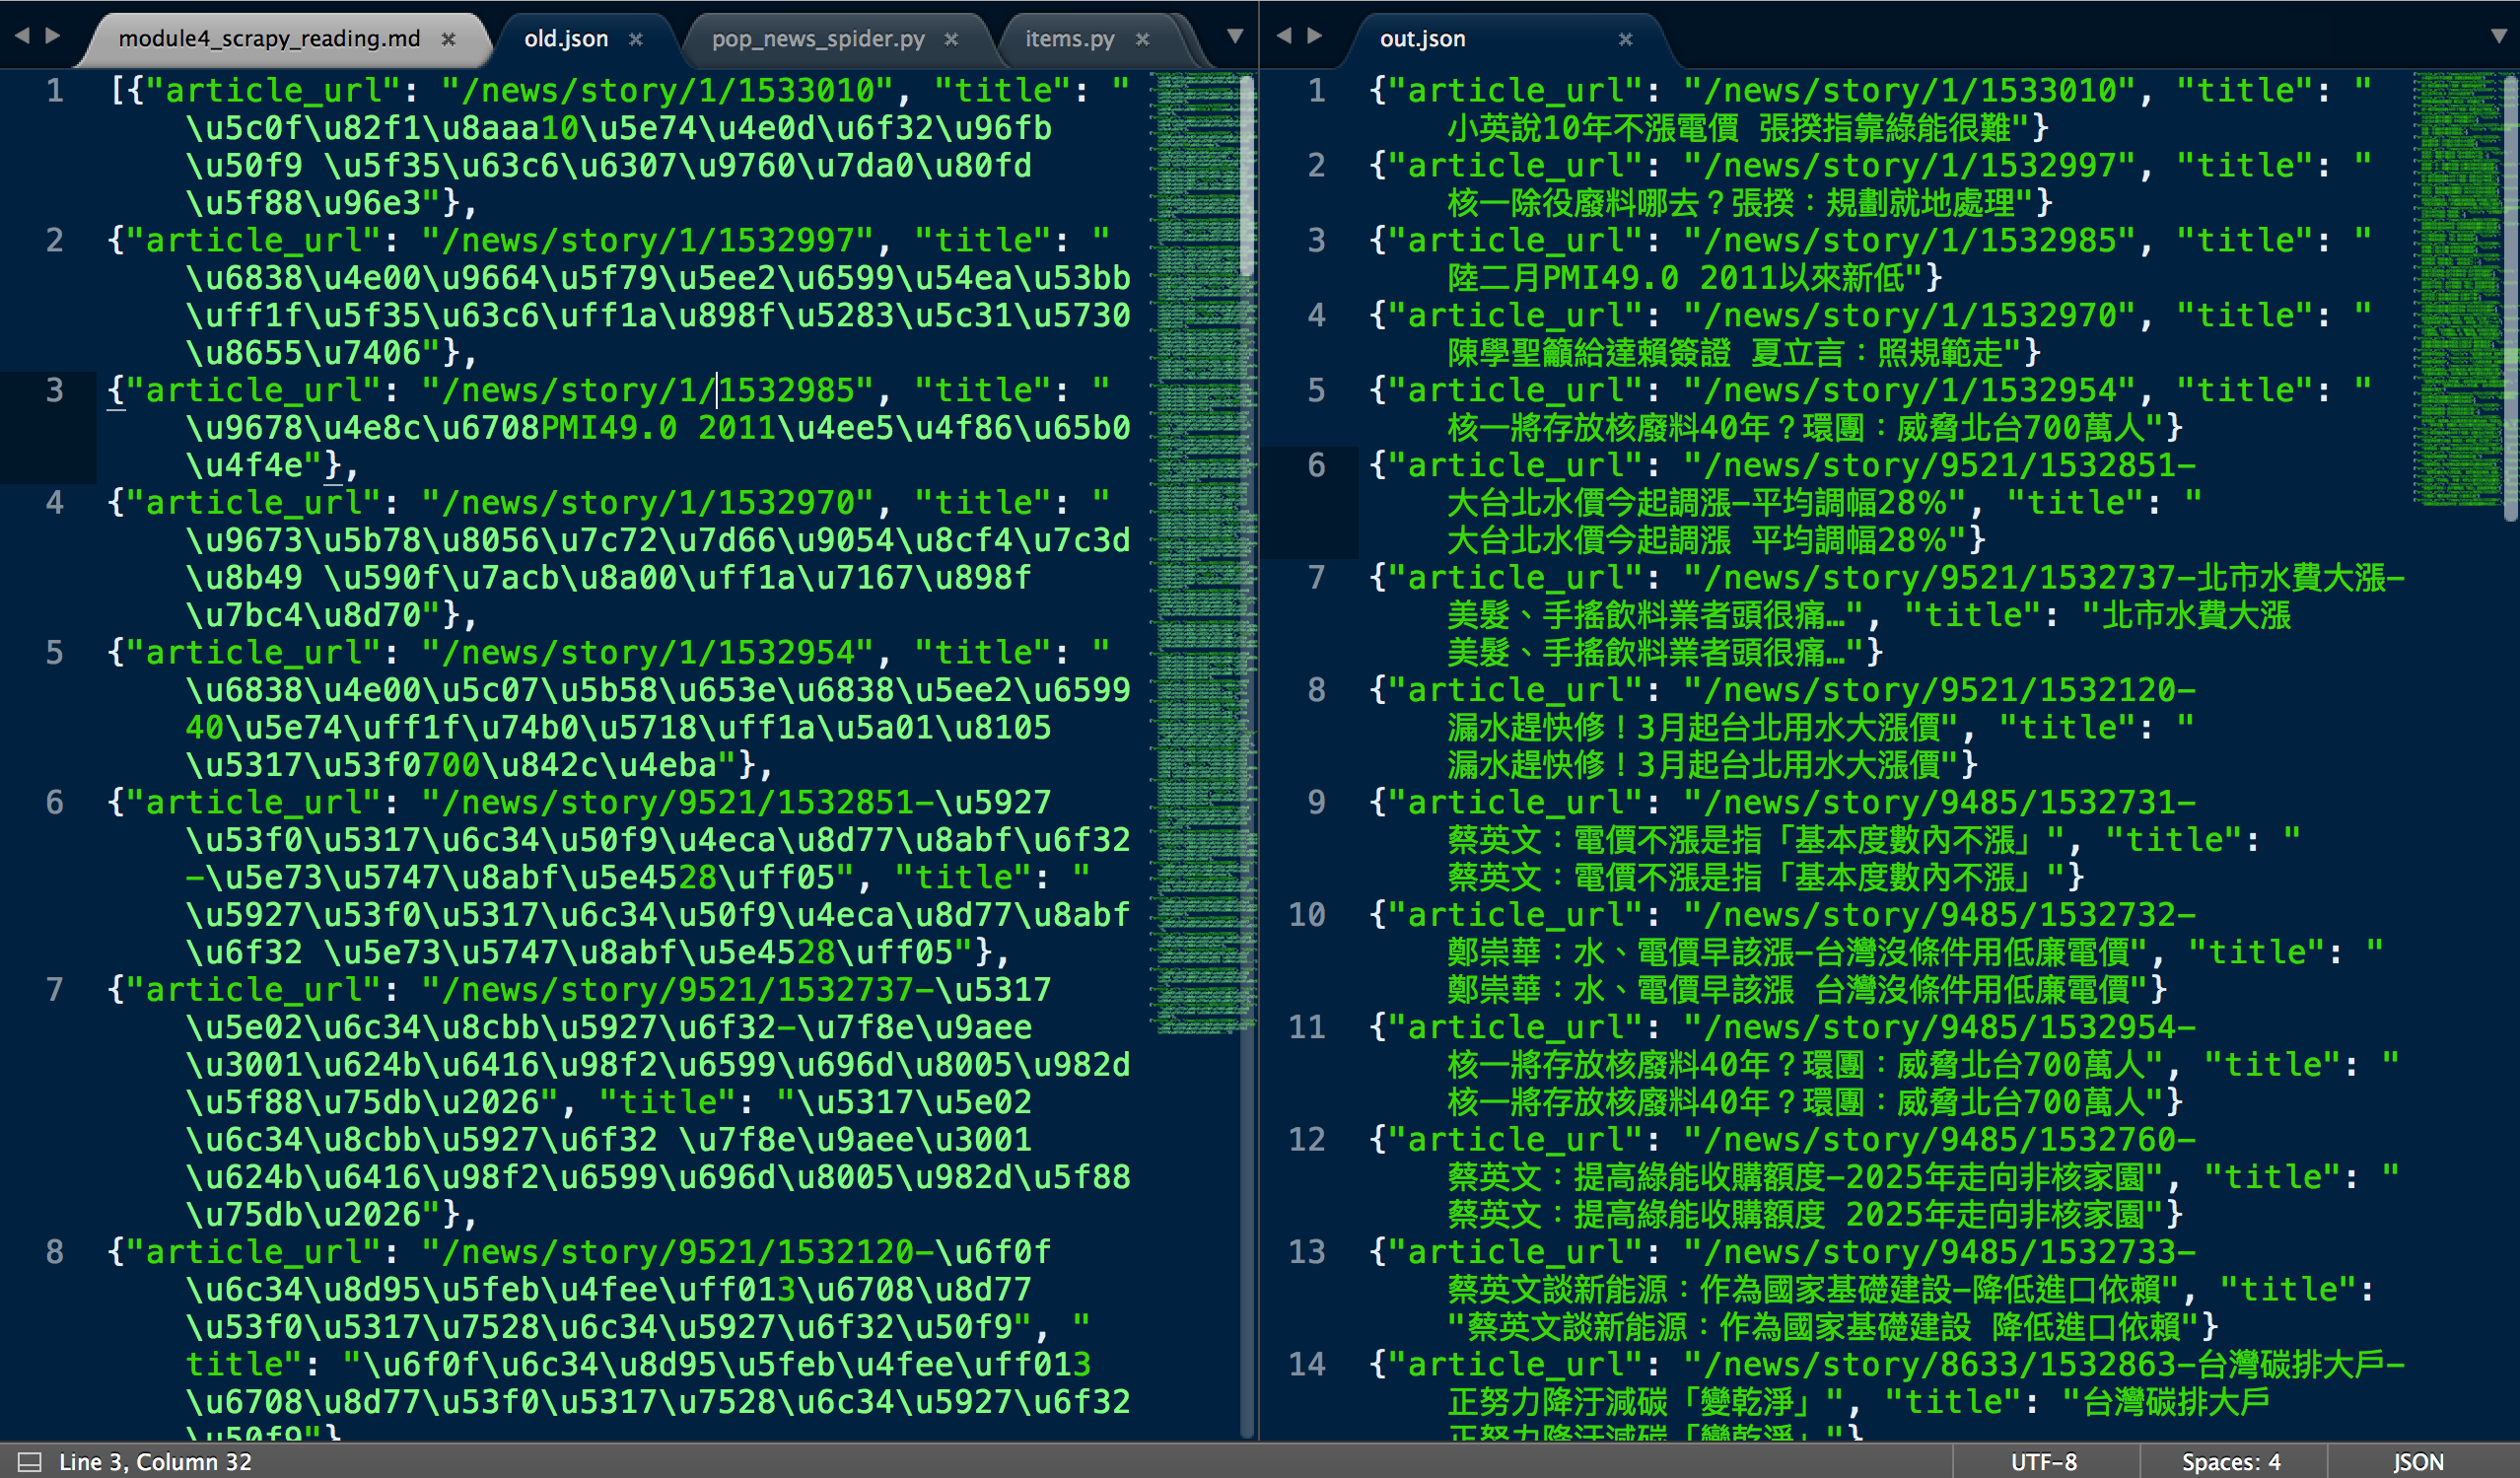 module4_scrapy_reading.md
old.json
pop_news_spider.py
items.py
1 [{"article_url": "/news/story/1/1533010", "title": "
\u5c0f\u82f1\u8aaa10\u5e74\u4e0d\u6f32\u96fb
\u50f9 \u5f35\u63c6\u6307\u9760\u7da0\u80fd
\u5f88\u96e3"},
2 {"article_url": "/news/story/1/1532997", "title": "
\u6838\u4e00\u9664\u5f79\u5ee2\u6599\u54ea\u53bb
\uff1f\u5f35\u63c6\uff1a\u898f\u5283\u5c31\u5730
\u8655\u7406"},
3 {"article_url": "/news/story/1/1532985", "title": "
\u9678\u4e8c\u6708PMI49.0 2011\u4ee5\u4f86\u65b0
\u4f4e"},
4 {"article_url": "/news/story/1/1532970", "title": "
\u9673\u5b78\u8056\u7c72\u7d66\u9054\u8cf4\u7c3d
\u8b49 \u590f\u7acb\u8a00\uff1a\u7167\u898f
\u7bc4\u8d70"},
5 {"article_url": "/news/story/1/1532954", "title": "
\u6838\u4e00\u5c07\u5b58\u653e\u6838\u5ee2\u6599
40\u5e74\uff1f\u74b0\u5718\uff1a\u5a01\u8105
\u5317\u53f0700\u842c\u4eba"},
6 {"article_url": "/news/story/9521/1532851-\u5927
\u53f0\u5317\u6c34\u50f9\u4eca\u8d77\u8abf\u6f32
-\u5e73\u5747\u8abf\u5e4528\uff05", "title": "
\u5927\u53f0\u5317\u6c34\u50f9\u4eca\u8d77\u8abf
\u6f32 \u5e73\u5747\u8abf\u5e4528\uff05"},
7 {"article_url": "/news/story/9521/1532737-\u5317
\u5e02\u6c34\u8cbb\u5927\u6f32-\u7f8e\u9aee
\u3001\u624b\u6416\u98f2\u6599\u696d\u8005\u982d
\u5f88\u75db\u2026", "title": "\u5317\u5e02
\u6c34\u8cbb\u5927\u6f32 \u7f8e\u9aee\u3001
\u624b\u6416\u98f2\u6599\u696d\u8005\u982d\u5f88
\u75db\u2026"},
8 {"article_url": "/news/story/9521/1532120-\u6f0f
\u6c34\u8d95\u5feb\u4fee\uff013\u6708\u8d77
\u53f0\u5317\u7528\u6c34\u5927\u6f32\u50f9", "
title": "\u6f0f\u6c34\u8d95\u5feb\u4fee\uff013
\u6708\u8d77\u53f0\u5317\u7528\u6c34\u5927\u6f32
\u50f9"}
out.json
1 {"article_url": "/news/story/1/1533010", "title": "
小英說10年不漲電價 張揆指靠綠能很難"}
2 {"article_url": "/news/story/1/1532997", "title": "
核一除役廢料哪去？張揆：規劃就地處理"}
3 {"article_url": "/news/story/1/1532985", "title": "
陸二月PMI49.0 2011以來新低"}
4 {"article_url": "/news/story/1/1532970", "title": "
陳學聖籲給達賴簽證 夏立言：照規範走"}
5 {"article_url": "/news/story/1/1532954", "title": "
核一將存放核廢料40年？環團：威脅北台700萬人"}
6 {"article_url": "/news/story/9521/1532851-
大台北水價今起調漲-平均調幅28％", "title": "
大台北水價今起調漲 平均調幅28％"}
7 {"article_url": "/news/story/9521/1532737-北市水費大漲-
美髮、手搖飲料業者頭很痛…", "title": "北市水費大漲
美髮、手搖飲料業者頭很痛…"}
8 {"article_url": "/news/story/9521/1532120-
漏水趕快修！3月起台北用水大漲價", "title": "
漏水趕快修！3月起台北用水大漲價"}
9 {"article_url": "/news/story/9485/1532731-
蔡英文：電價不漲是指「基本度數內不漲」", "title": "
蔡英文：電價不漲是指「基本度數內不漲」"}
10 {"article_url": "/news/story/9485/1532732-
鄭崇華：水、電價早該漲-台灣沒條件用低廉電價", "title": "
鄭崇華：水、電價早該漲 台灣沒條件用低廉電價"}
11 {"article_url": "/news/story/9485/1532954-
核一將存放核廢料40年？環團：威脅北台700萬人", "title": "
核一將存放核廢料40年？環團：威脅北台700萬人"}
12 {"article_url": "/news/story/9485/1532760-
蔡英文：提高綠能收購額度-2025年走向非核家園", "title": "
蔡英文：提高綠能收購額度 2025年走向非核家園"}
13 {"article_url": "/news/story/9485/1532733-
蔡英文談新能源：作為國家基礎建設-降低進口依賴", "title":
"蔡英文談新能源：作為國家基礎建設 降低進口依賴"}
14 {"article_url": "/news/story/8633/1532863-台灣碳排大戶-
正努力降汙減碳「變乾淨」", "title": "台灣碳排大戶
正努力降汙減碳「變乾淨」"}
Line 3, Column 32
UTF-8
Spaces: 4
JSON